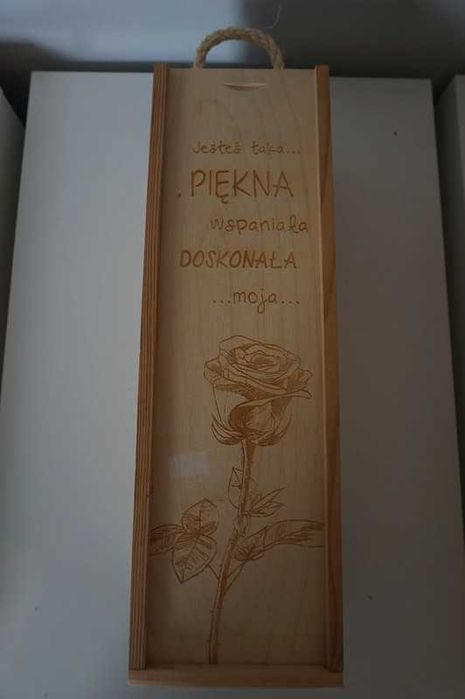 Jesteś taka...
PIĘKNA
wspaniała
DOSKONAŁA
...moja...